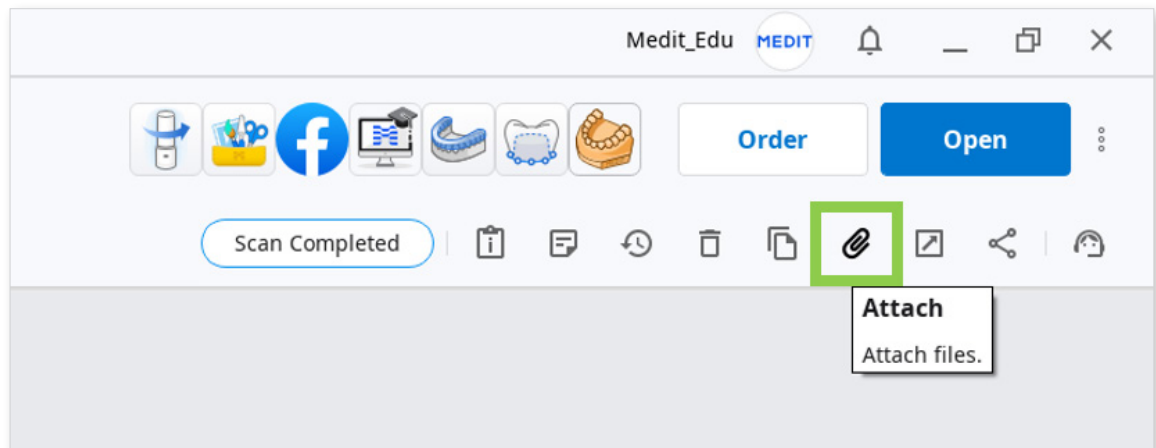 Medit_Edu MEDIT
Order Open
Scan Completed
Attach
Attach files.